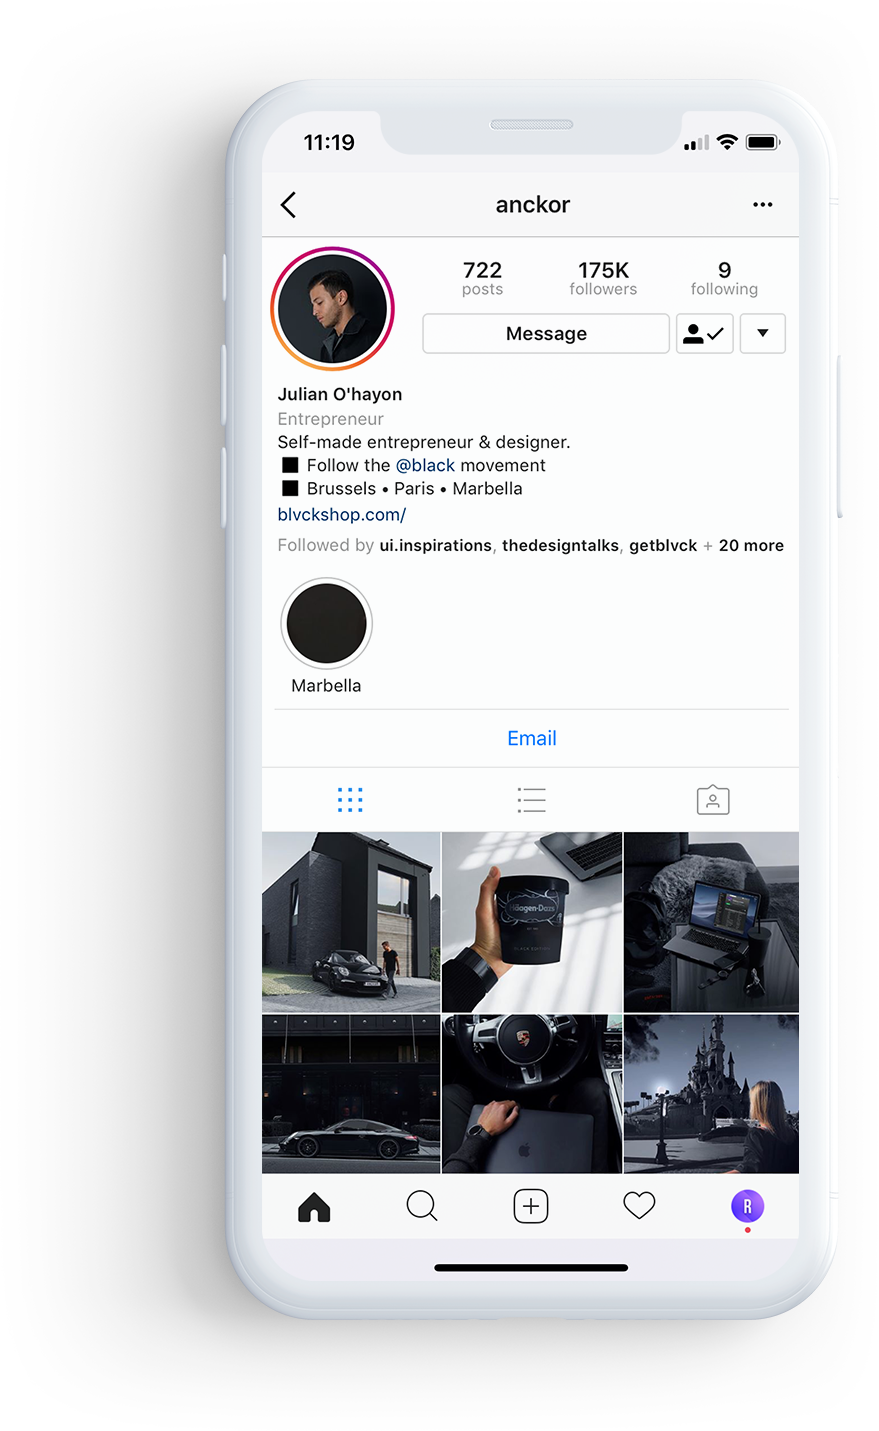 11:19
anckor
722 175K 9
posts followers following
Message
Julian O'hayon
Entrepreneur
Self-made entrepreneur & designer.
Follow the @black movement
Brussels • Paris • Marbella
blvckshop.com/
Followed by ui.inspirations, thedesigntalks, getblvck + 20 more
Marbella
Email
Häagen-Dazs
BLACK EDITION
R